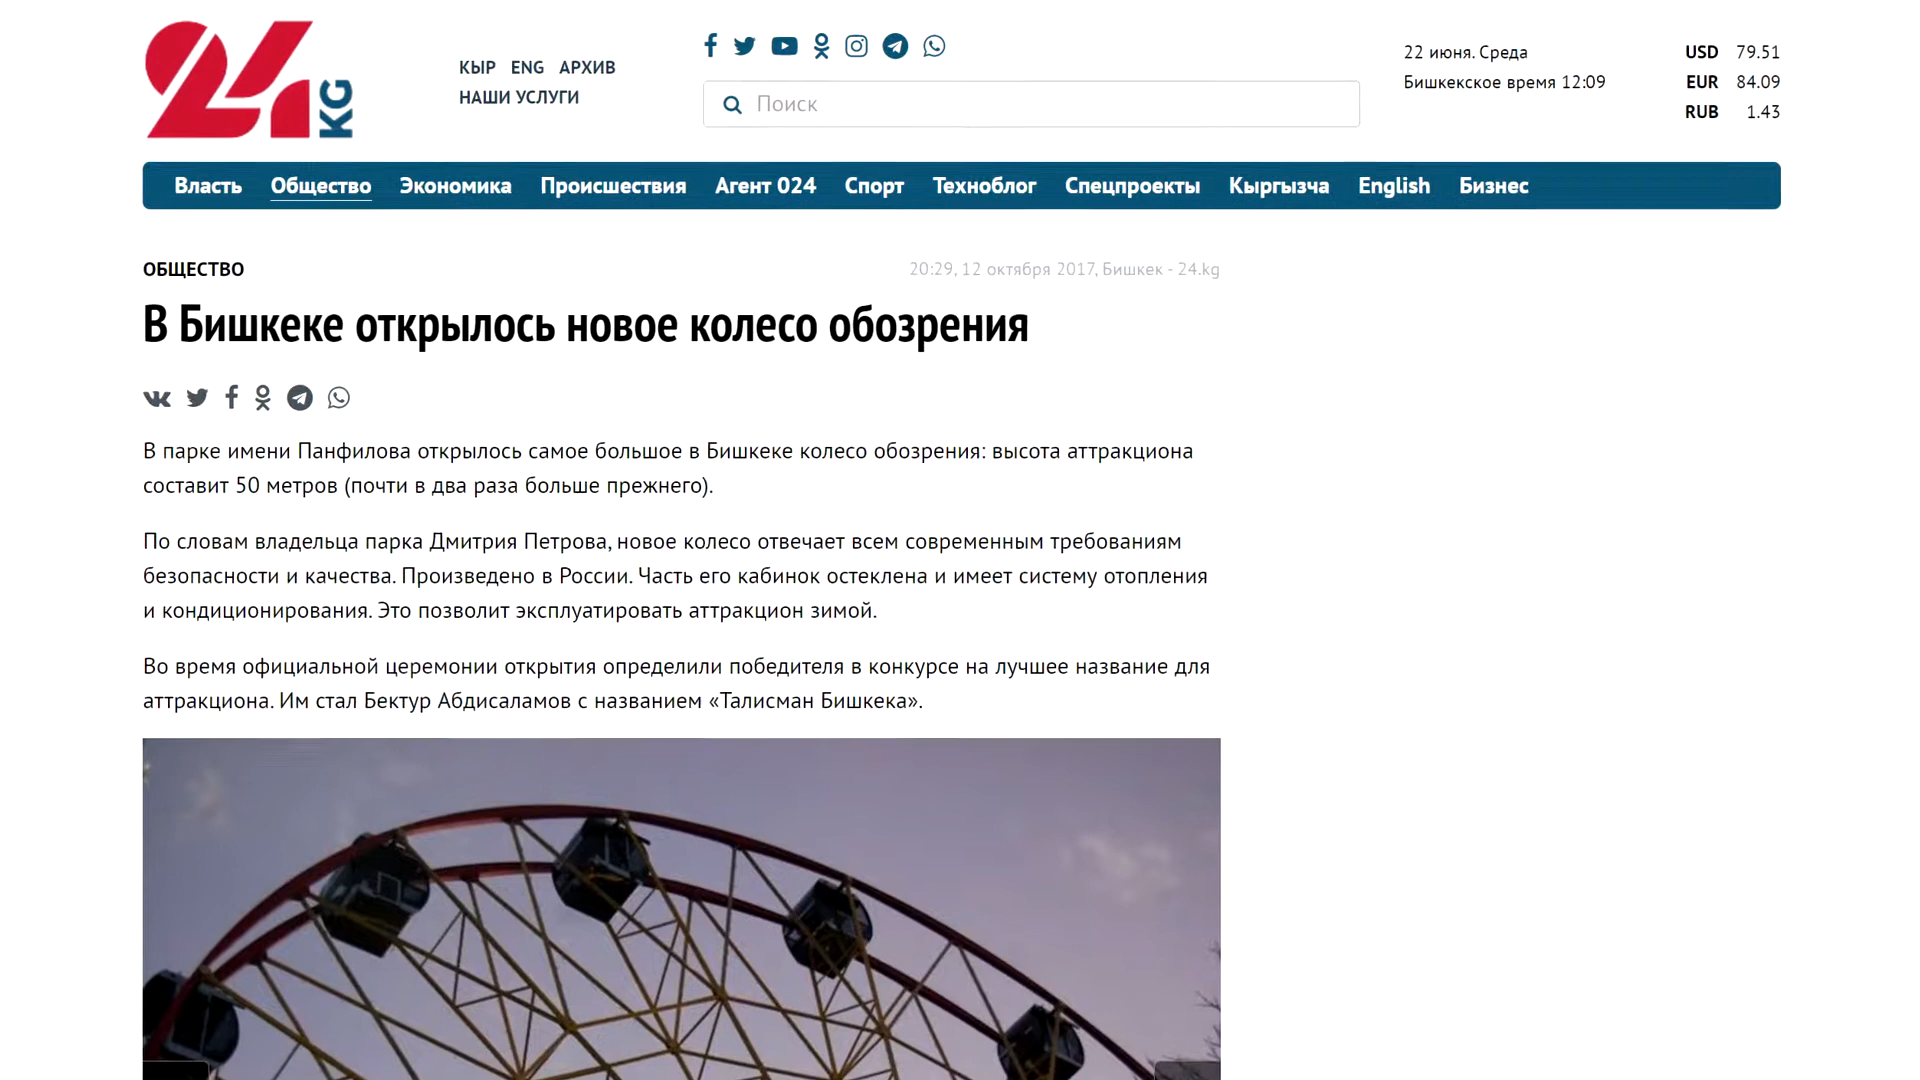 24 KG
КЫР ENG АРХИВ
НАШИ УСЛУГИ
Поиск
22 июня. Среда
Бишкекское время 12:09
USD 79.51
EUR 84.09
RUB 1.43
Власть Общество Экономика Происшествия Агент 024 Спорт Техноблог Спецпроекты Кыргызча English Бизнес
ОБЩЕСТВО
20:29, 12 октября 2017, Бишкек - 24.kg
В Бишкеке открылось новое колесо обозрения
В парке имени Панфилова открылось самое большое в Бишкеке колесо обозрения: высота аттракциона
составит 50 метров (почти в два раза больше прежнего).
По словам владельца парка Дмитрия Петрова, новое колесо отвечает всем современным требованиям
безопасности и качества. Произведено в России. Часть его кабинок остеклена и имеет систему отопления
и кондиционирования. Это позволит эксплуатировать аттракцион зимой.
Во время официальной церемонии открытия определили победителя в конкурсе на лучшее название для
аттракциона. Им стал Бектур Абдисаламов с названием «Талисман Бишкека».